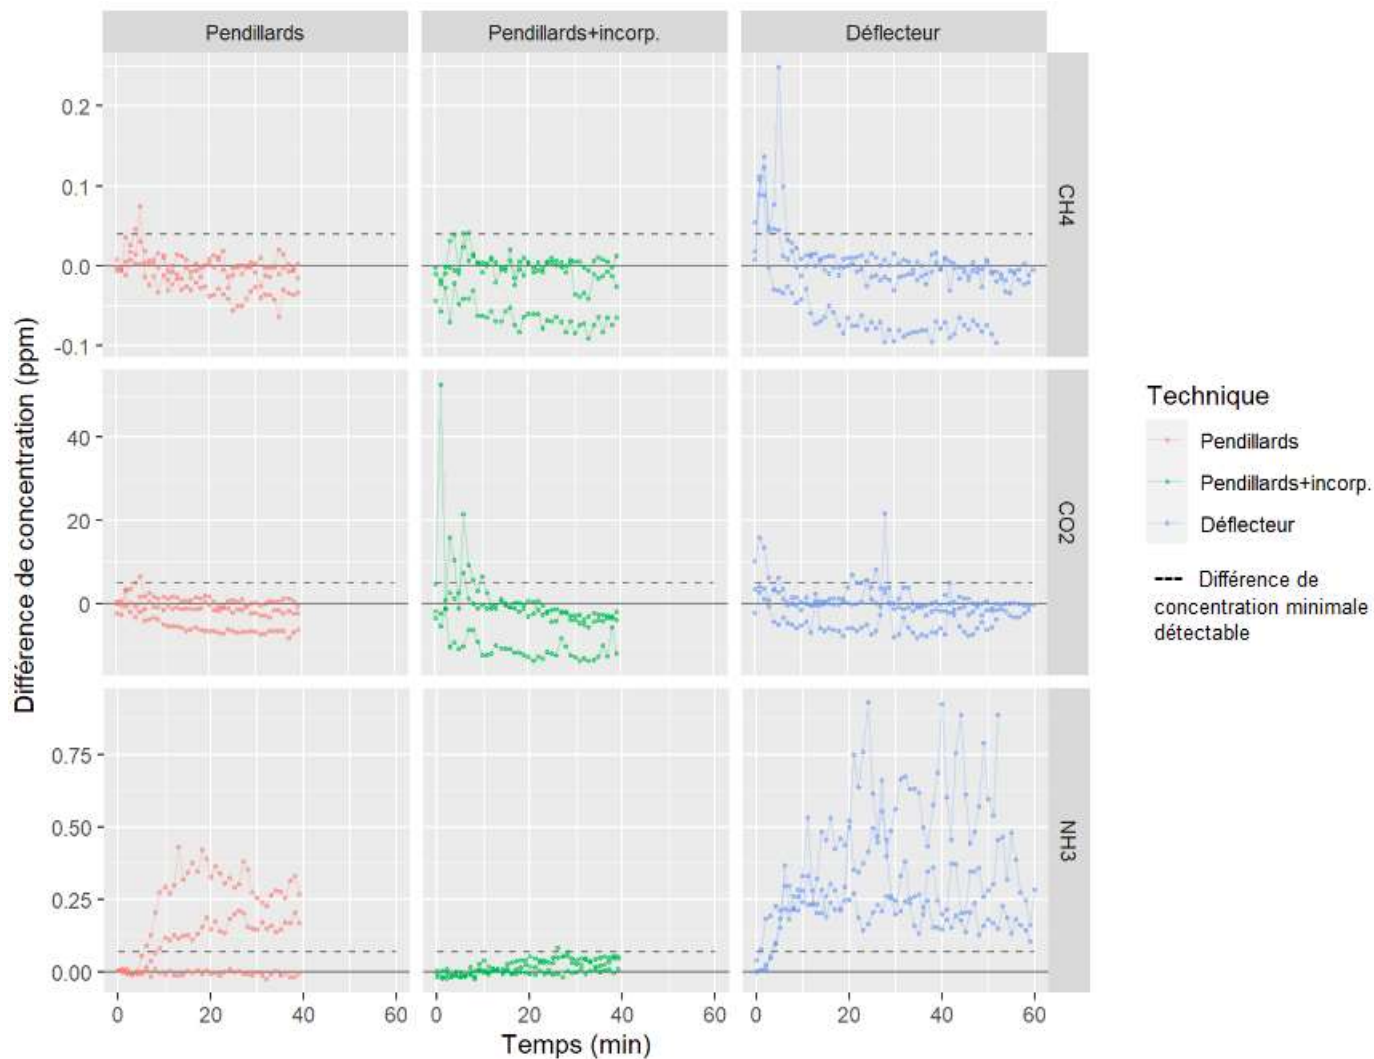 Pendillards
Pendillards+incorp.
Déflecteur
Différence de concentration (ppm)
0.2
0.1
0.0
-0.1
CH4
40
20
0
CO2
0.75
0.50
0.25
0.00
NH3
0 20 40 60
0 20 40 60
0 20 40 60
Temps (min)
Technique
Pendillards
Pendillards+incorp.
Déflecteur
Différence de
concentration minimale
détectable